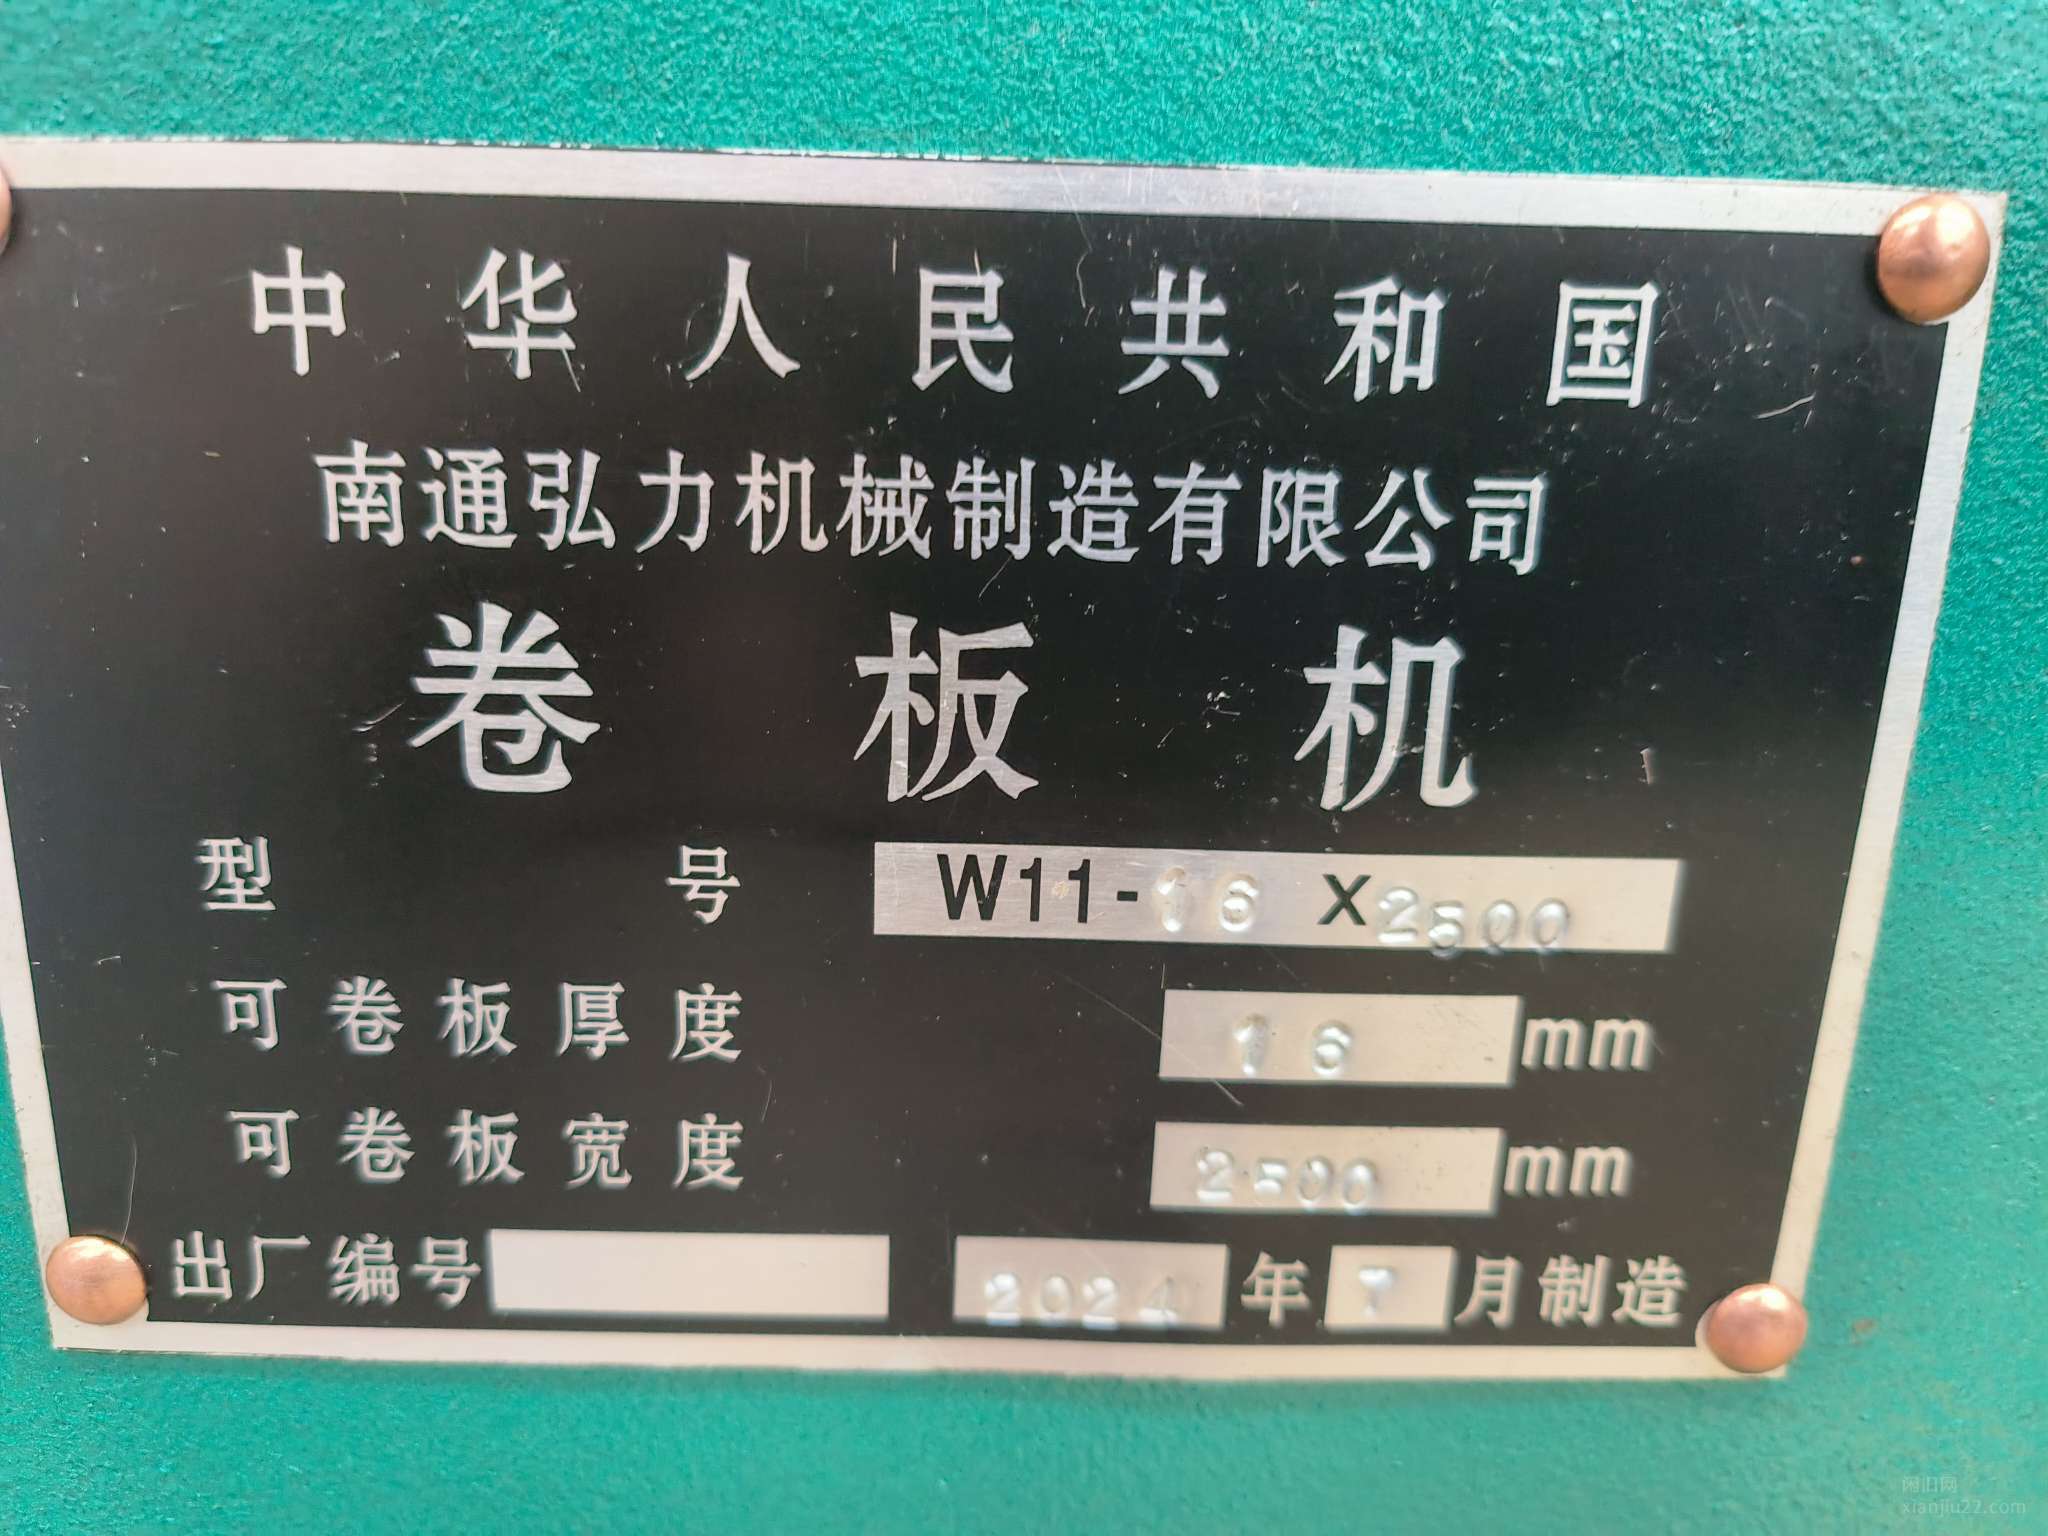 中华人民共和国
南通弘力机械制造有限公司
卷板机
型号 W11-16 x2500
可卷板厚度 16 mm
可卷板宽度 2500 mm
出厂编号 2024 年 7 月制造
闲旧网
xianjiu22.com